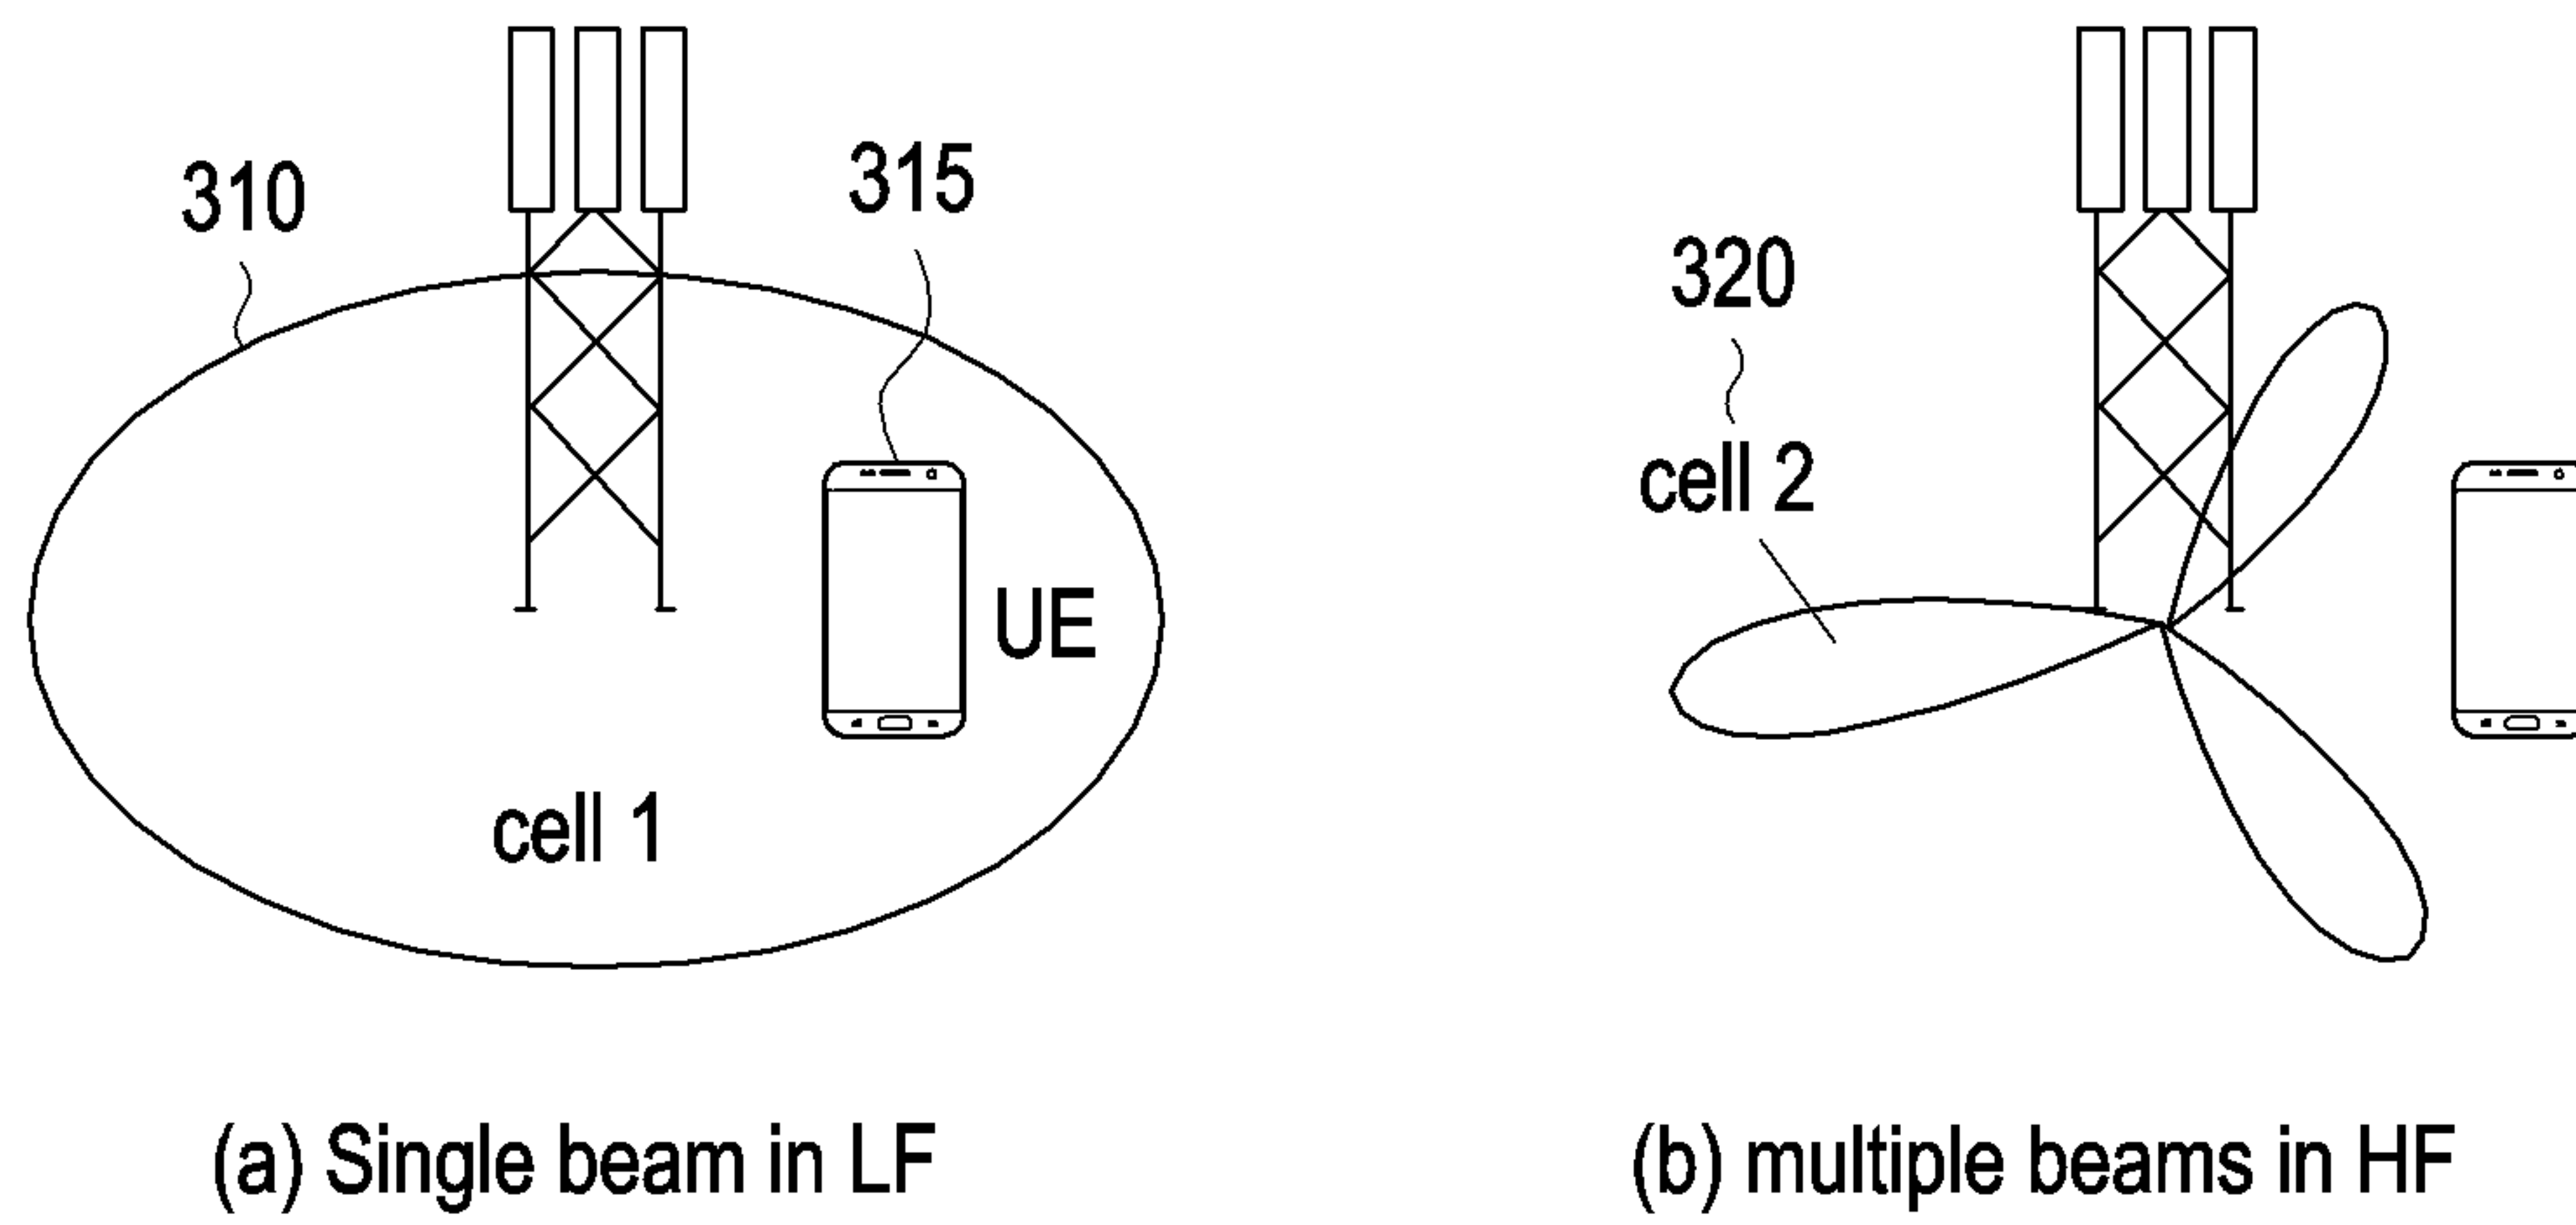 310
315
UE
cell 1
(a) Single beam in LF
320
cell 2
(b) multiple beams in HF